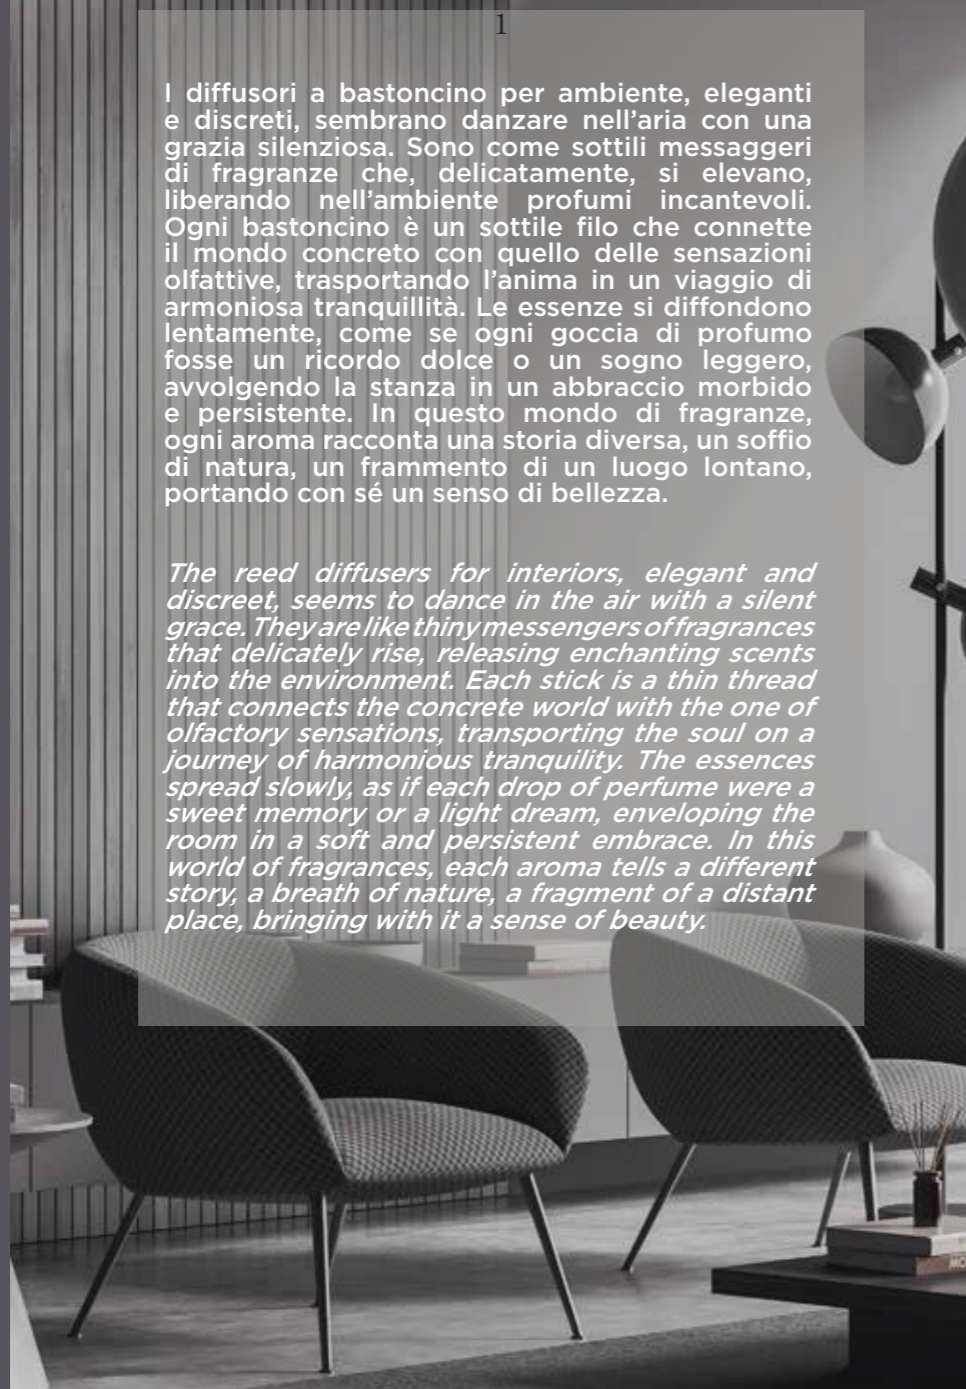 1
I diffusori a bastoncino per ambiente, eleganti
e discreti, sembrano danzare nell’aria con una
grazia silenziosa. Sono come sottili messaggeri
di fragranze che, delicatamente, si elevano,
liberando nell’ambiente profumi incantevoli.
Ogni bastoncino è un sottile filo che connette
il mondo concreto con quello delle sensazioni
olfattive, trasportando l’anima in un viaggio di
armoniosa tranquillità. Le essenze si diffondono
lentamente, come se ogni goccia di profumo
fosse un ricordo dolce o un sogno leggero,
avvolgendo la stanza in un abbraccio morbido
e persistente. In questo mondo di fragranze,
ogni aroma racconta una storia diversa, un soffio
di natura, un frammento di un luogo lontano,
portando con sé un senso di bellezza.
The reed diffusers for interiors, elegant and
discreet, seems to dance in the air with a silent
grace. They are like thiny messengers of fragrances
that delicately rise, releasing enchanting scents
into the environment. Each stick is a thin thread
that connects the concrete world with the one of
olfactory sensations, transporting the soul on a
journey of harmonious tranquility. The essences
spread slowly, as if each drop of perfume were a
sweet memory or a light dream, enveloping the
room in a soft and persistent embrace. In this
world of fragrances, each aroma tells a different
story, a breath of nature, a fragment of a distant
place, bringing with it a sense of beauty.